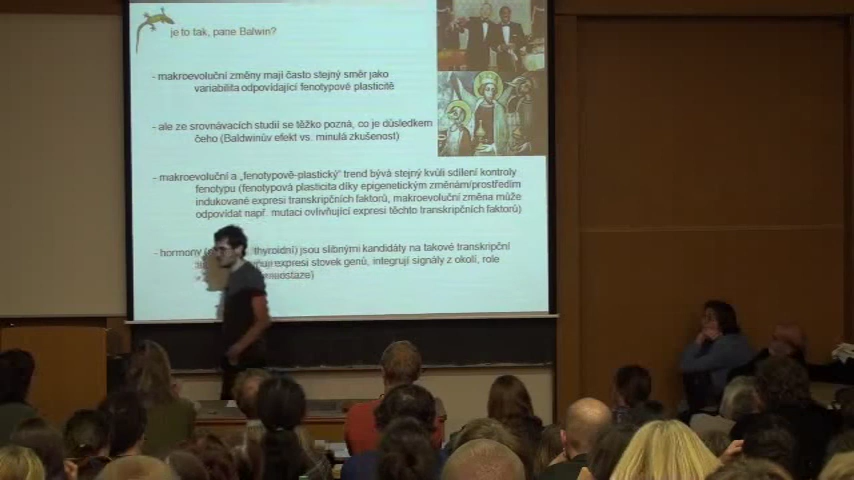 je to tak, pane Balwin?
- makroevoluční změny mají často stejný směr jako
variabilita odpovídající fenotypové plasticitě
- ale ze srovnávacích studií se těžko pozná, co je důsledkem
čeho (Baldwinův efekt vs. minulá zkušenost)
- makroevoluční a „fenotypově-plastický“ trend bývá stejný kvůli sdílení kontroly
fenotypu (fenotypová plasticita díky epigenetickým změnám/prostředím
indukované expresi transkripčních faktorů, makroevoluční změna může
odpovídat např. mutaci ovlivňující expresi těchto transkripčních faktorů)
- hormony thyroidní) jsou slibnými kandidáty na takové transkripční
expresi stovek genů, integrují signály z okolí, role